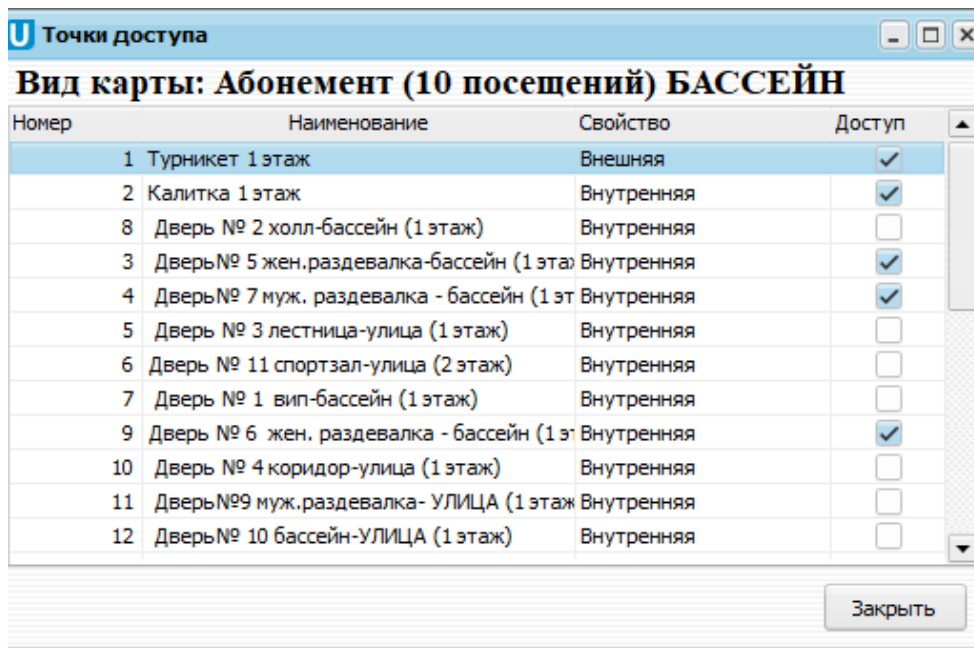 U Точки доступа
Вид карты: Абонемент (10 посещений) БАССЕЙН
Номер Наименование Свойство Доступ
1 Турникет 1 этаж Внешняя
2 Калитка 1 этаж Внутренняя
8 Дверь № 2 холл-бассейн (1 этаж) Внутренняя
3 Дверь№ 5 жен.раздевалка-бассейн (1 этаж Внутренняя
4 Дверь№ 7 муж. раздевалка - бассейн (1 эт Внутренняя
5 Дверь № 3 лестница-улица (1 этаж) Внутренняя
6 Дверь № 11 спортзал-улица (2 этаж) Внутренняя
7 Дверь № 1 вип-бассейн (1 этаж) Внутренняя
9 Дверь № 6 жен. раздевалка - бассейн (1 эт Внутренняя
10 Дверь № 4 коридор-улица (1 этаж) Внутренняя
11 Дверь№9 муж.раздевалка- УЛИЦА (1 этаж Внутренняя
12 Дверь№ 10 бассейн-УЛИЦА (1 этаж) Внутренняя
Закрыть